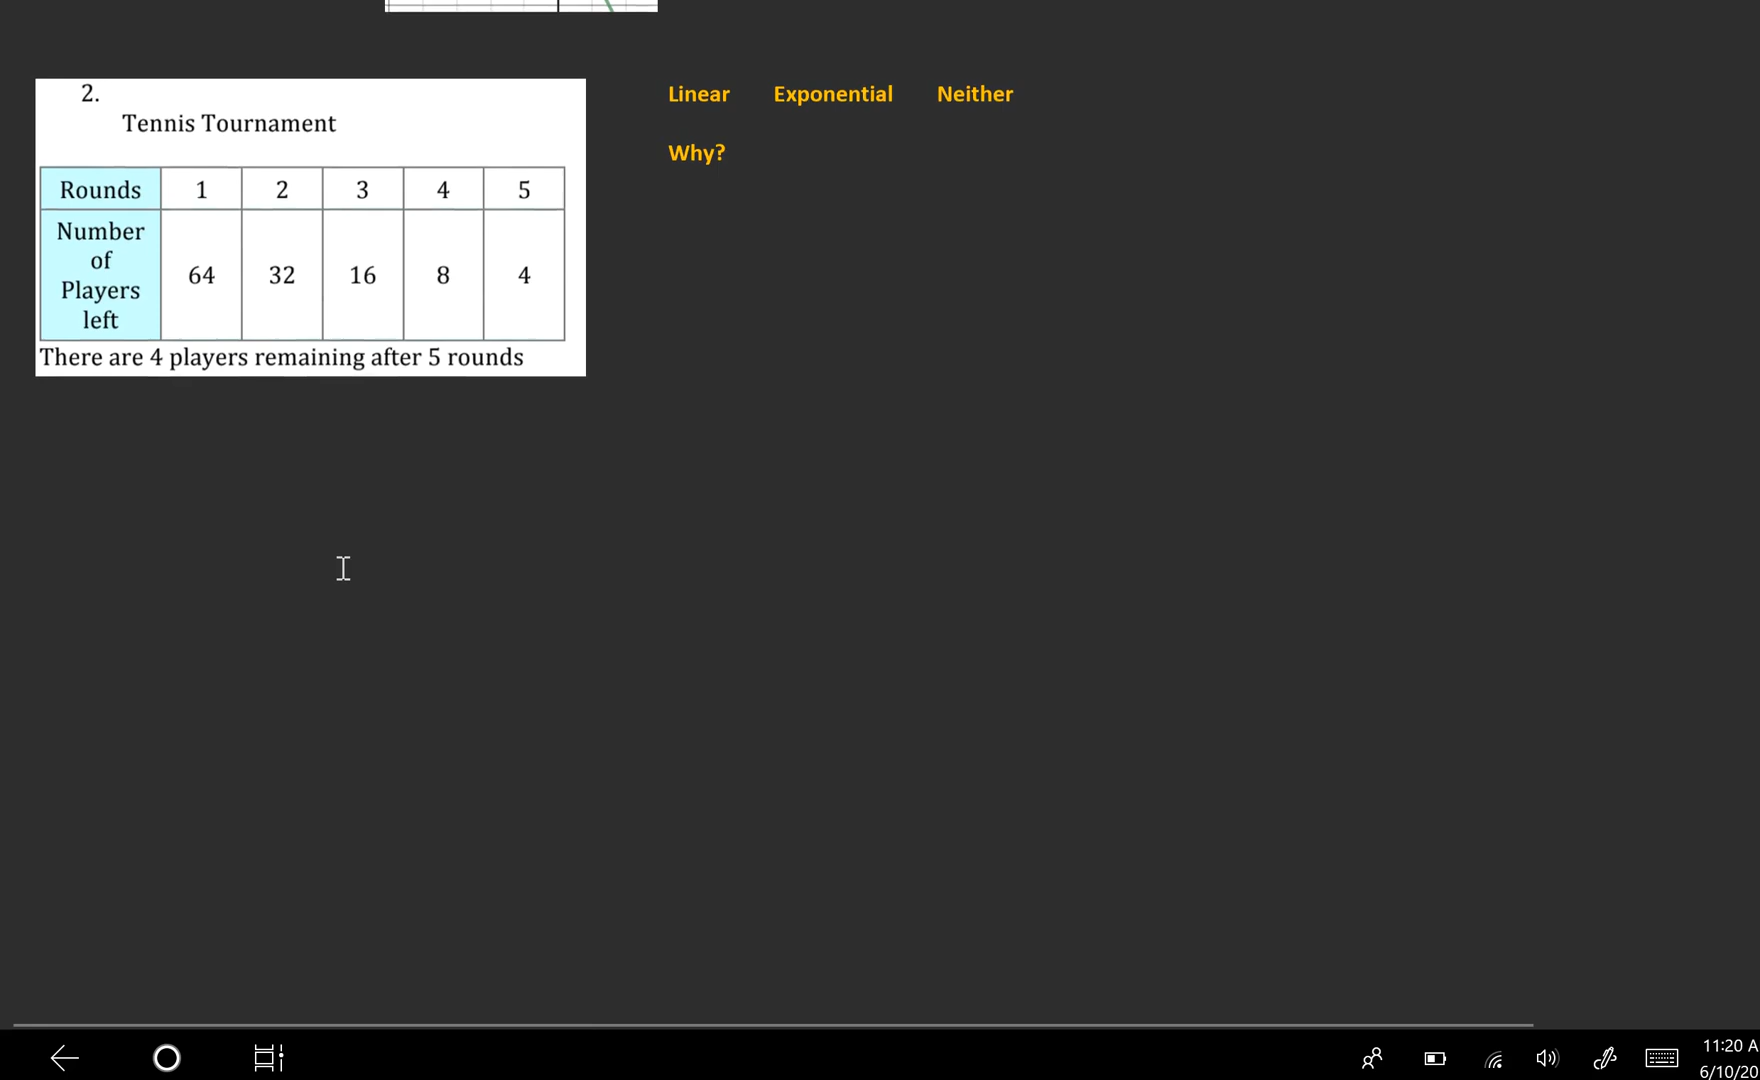 2.
Tennis Tournament
Linear Exponential Neither
Why?
Rounds 1 2 3 4 5
Number
of
Players
left
64 32 16 8 4
There are 4 players remaining after 5 rounds
11:20 A
6/10/20